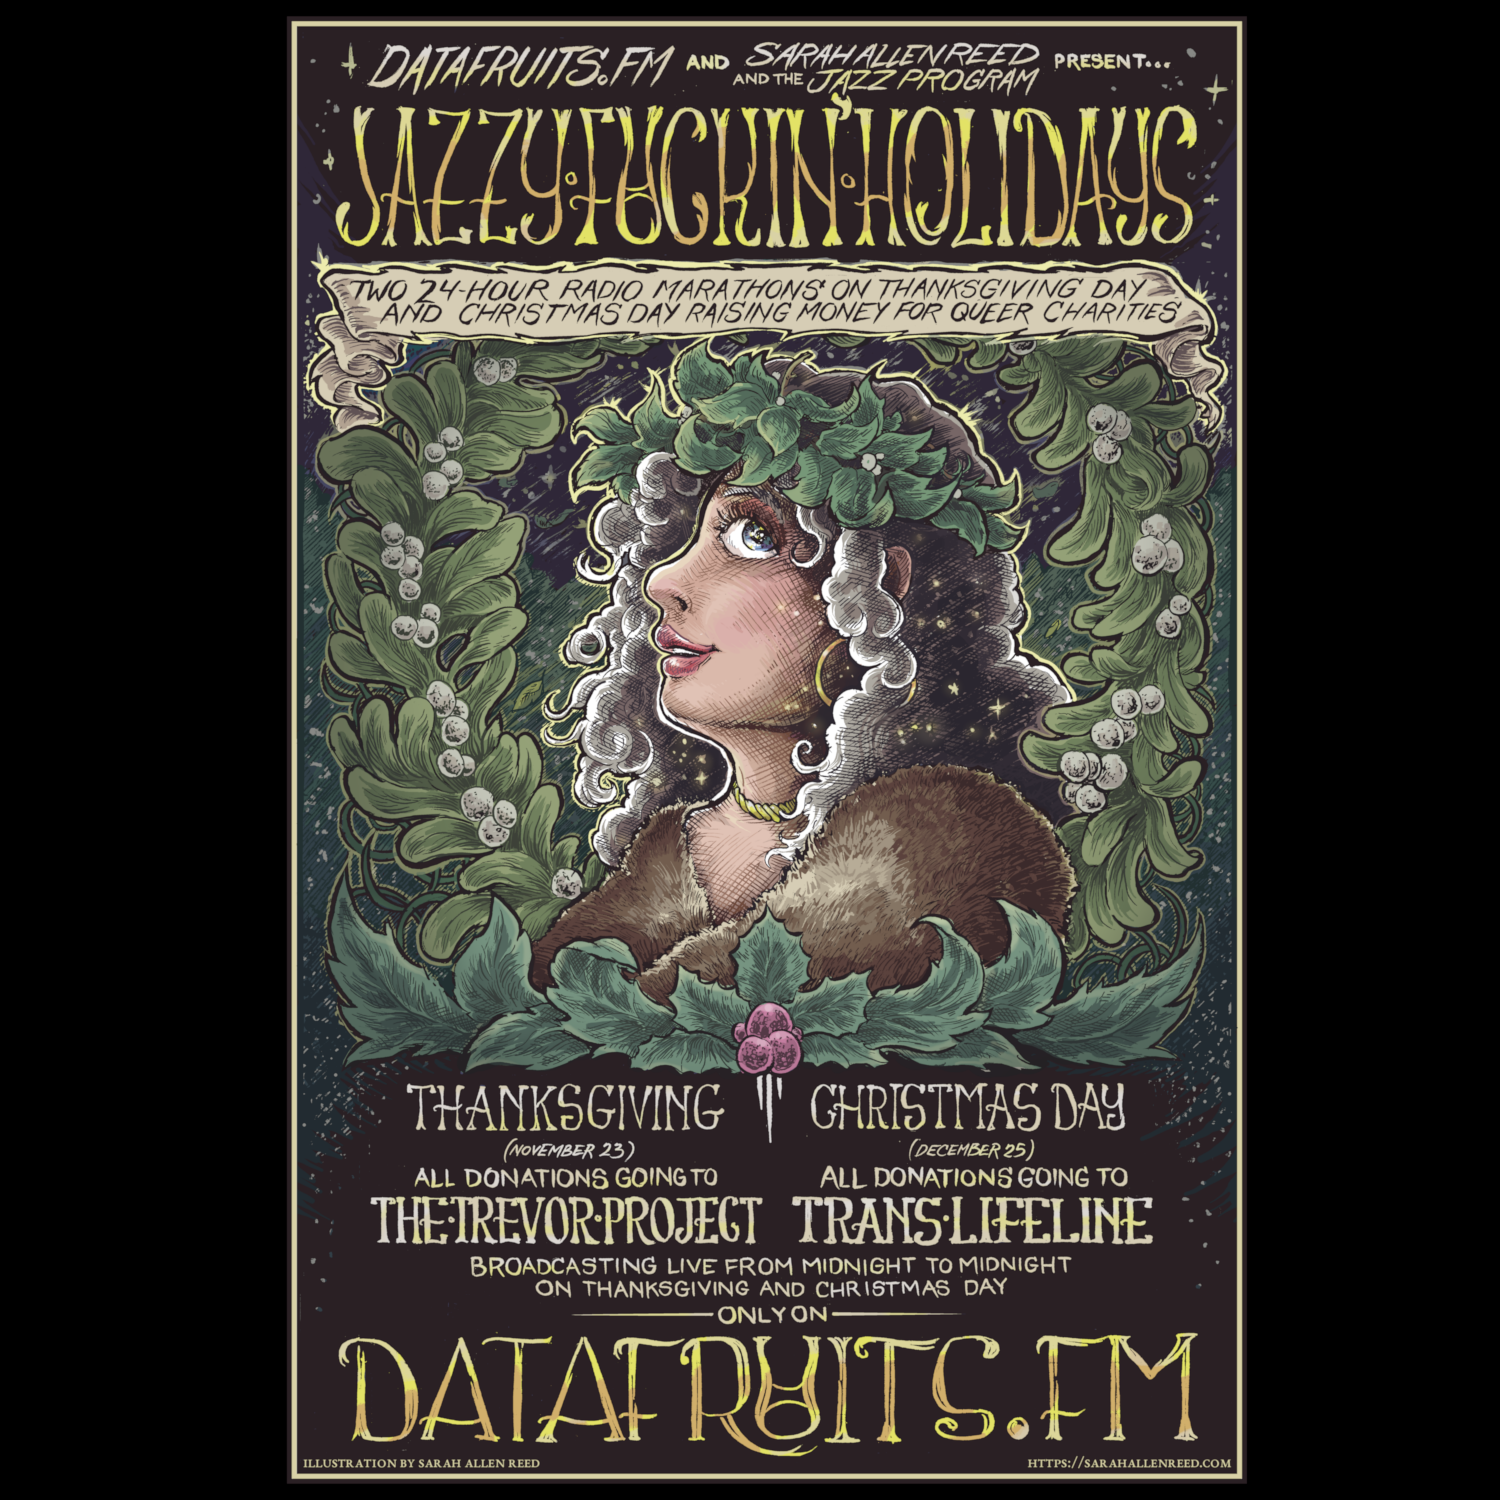 DATAFRUITS.FM AND SARAH ALLEN REED PRESENT...
AND THE JAZZ PROGRAM
JAZZY·FUCKIN'·HOLIDAYS
TWO 24-HOUR RADIO MARATHONS ON THANKSGIVING DAY
AND CHRISTMAS DAY RAISING MONEY FOR QUEER CHARITIES
THANKSGIVING
(NOVEMBER 23)
ALL DONATIONS GOING TO
THE·TREVOR·PROJECT
CHRISTMAS DAY
(DECEMBER 25)
ALL DONATIONS GOING TO
TRANS·LIFELINE
BROADCASTING LIVE FROM MIDNIGHT TO MIDNIGHT
ON THANKSGIVING AND CHRISTMAS DAY
ONLY ON
DATAFRUITS.FM
ILLUSTRATION BY SARAH ALLEN REED
HTTPS://SARAHALLENREED.COM